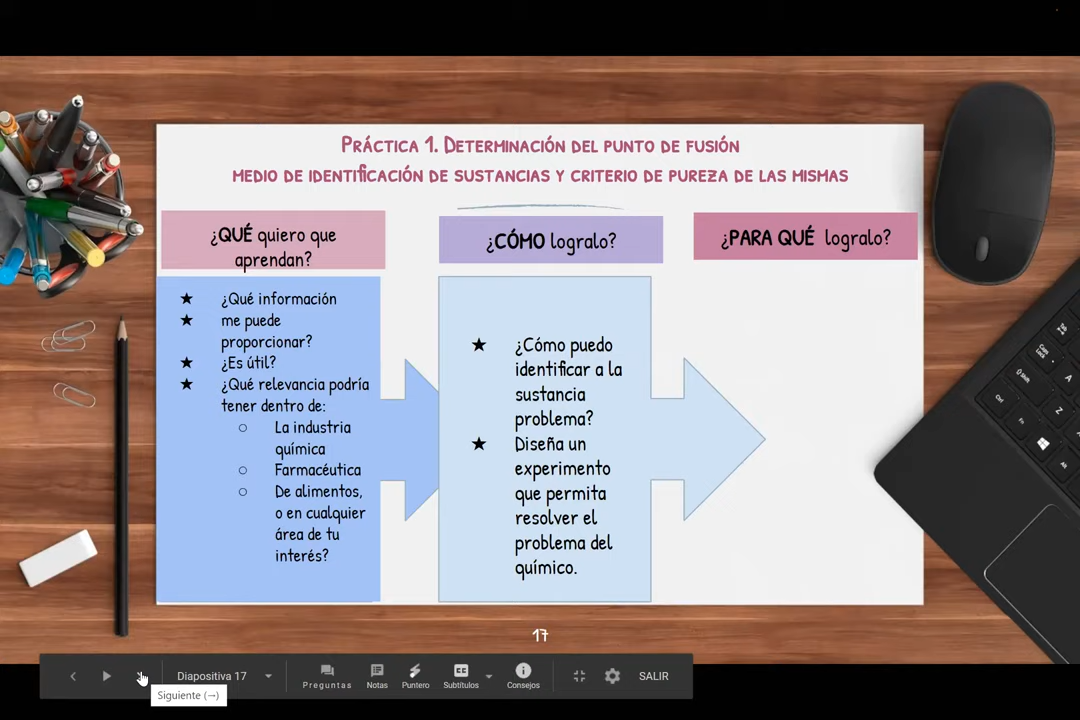 Práctica 1. Determinación del punto de fusión
medio de identificación de sustancias y criterio de pureza de las mismas
¿QUÉ quiero que
aprendan?
★ ¿Qué información
★ me puede
proporcionar?
★ ¿Es útil?
★ ¿Qué relevancia podría
tener dentro de:
○ La industria
química
○ Farmacéutica
○ De alimentos,
o en cualquier
área de tu
interés?
¿CÓMO logralo?
★ ¿Cómo puedo
identificar a la
sustancia
problema?
★ Diseña un
experimento
que permita
resolver el
problema del
químico.
¿PARA QUÉ logralo?
17
Diapositiva 17
Preguntas
Notas
Puntero
Subtítulos
Consejos
SALIR
Siguiente (→)